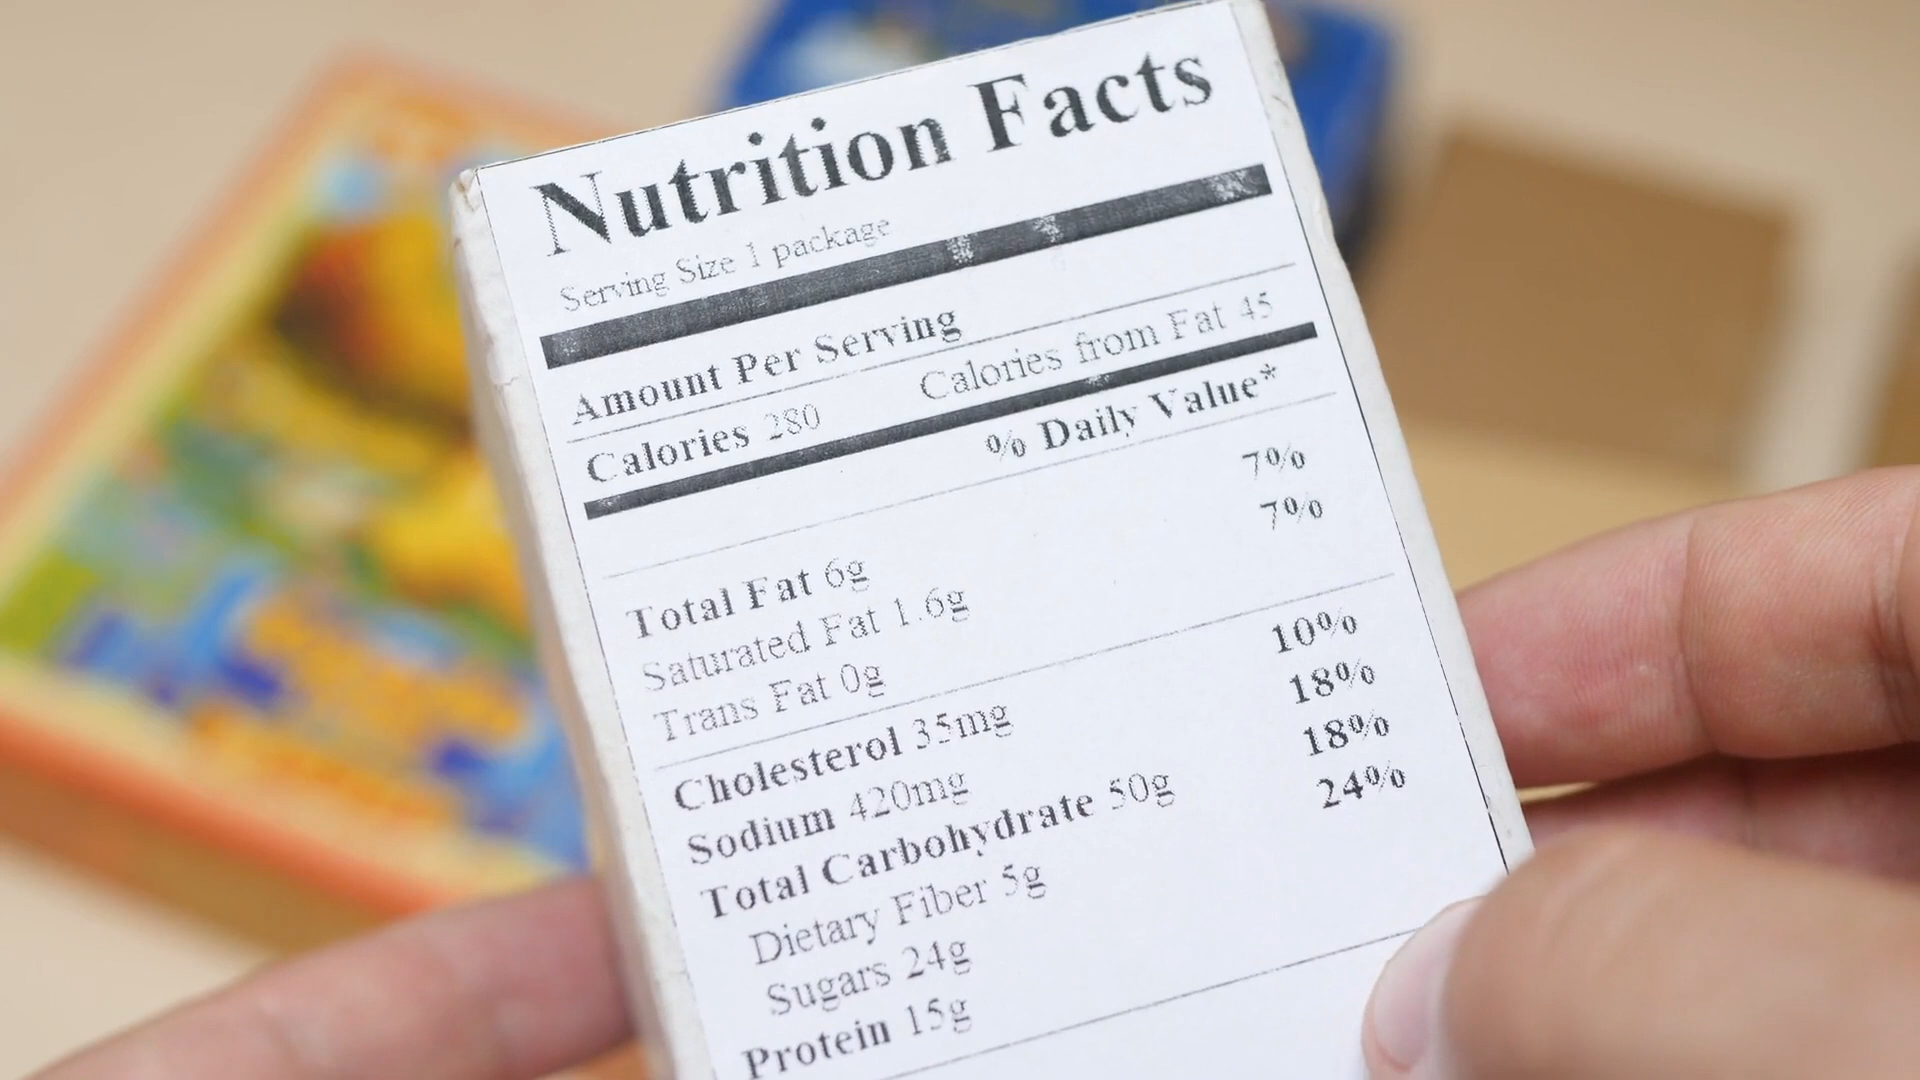 Nutrition Facts
Serving Size 1 package
Amount Per Serving
Calories 280 Calories from Fat 45
% Daily Value*
7%
7%
Total Fat 6g
Saturated Fat 1.6g
Trans Fat 0g
10%
18%
18%
24%
Cholesterol 35mg
Sodium 420mg
Total Carbohydrate 50g
Dietary Fiber 5g
Sugars 24g
Protein 15g